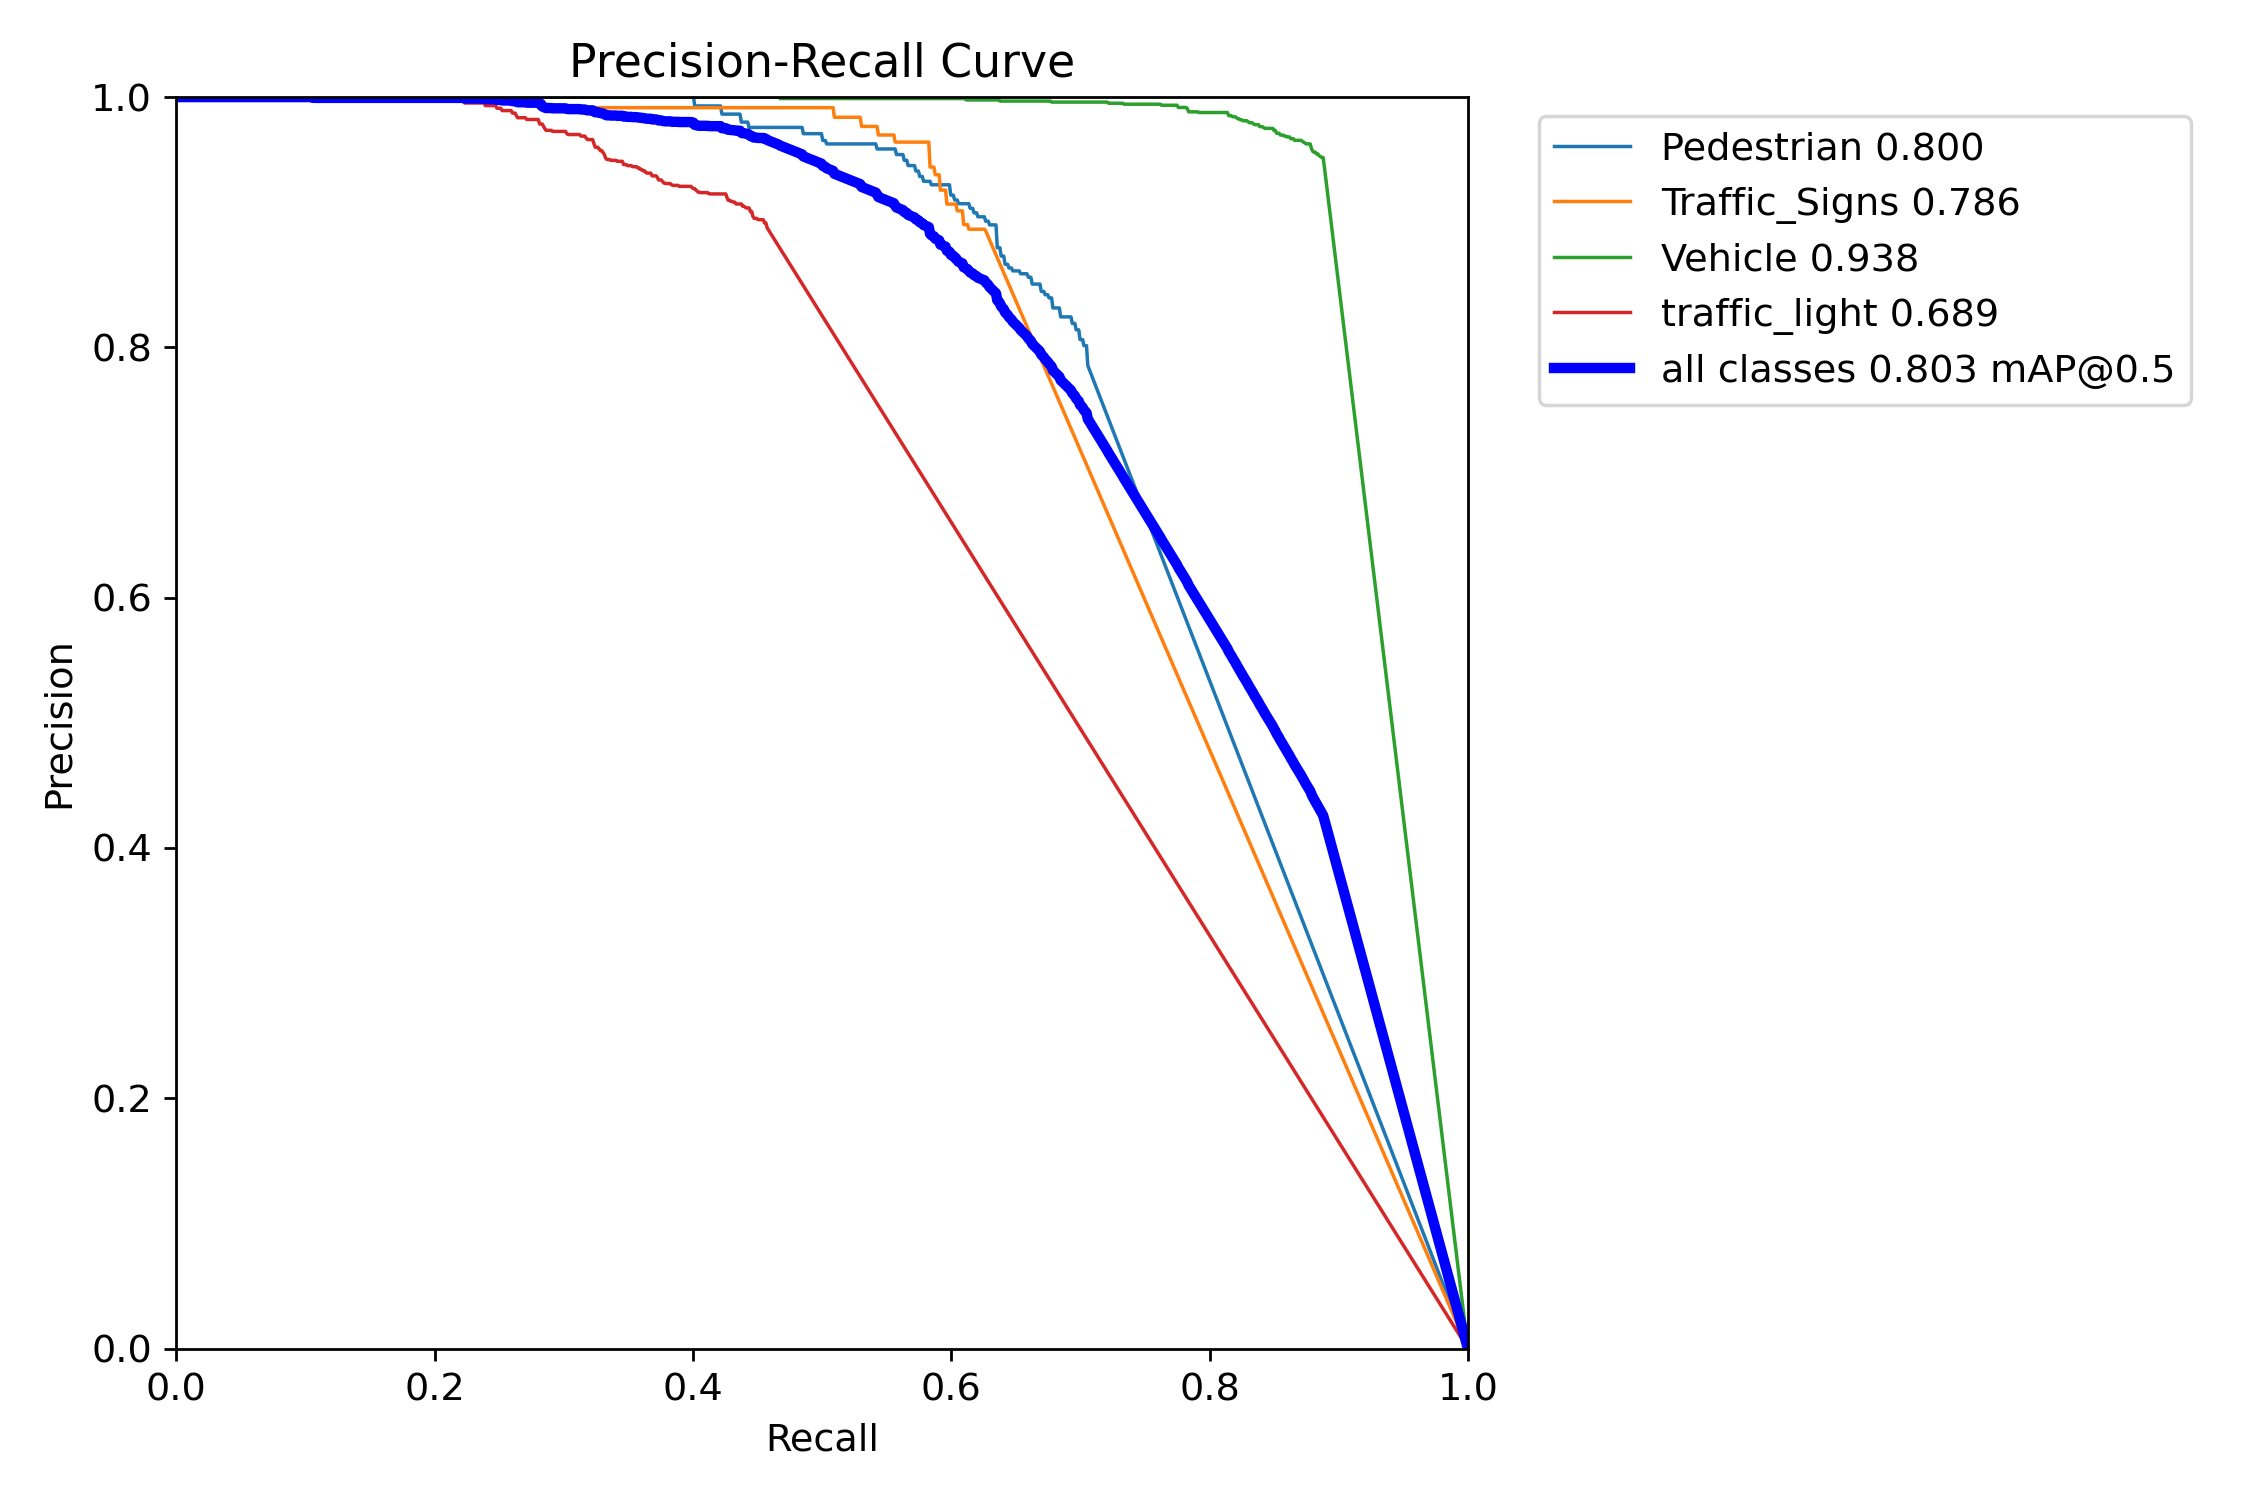 Precision-Recall Curve
1.0
0.8
0.6
0.4
0.2
0.0
Precision
0.0 0.2 0.4 0.6 0.8 1.0
Recall
Pedestrian 0.800
Traffic_Signs 0.786
Vehicle 0.938
traffic_light 0.689
all classes 0.803 mAP@0.5